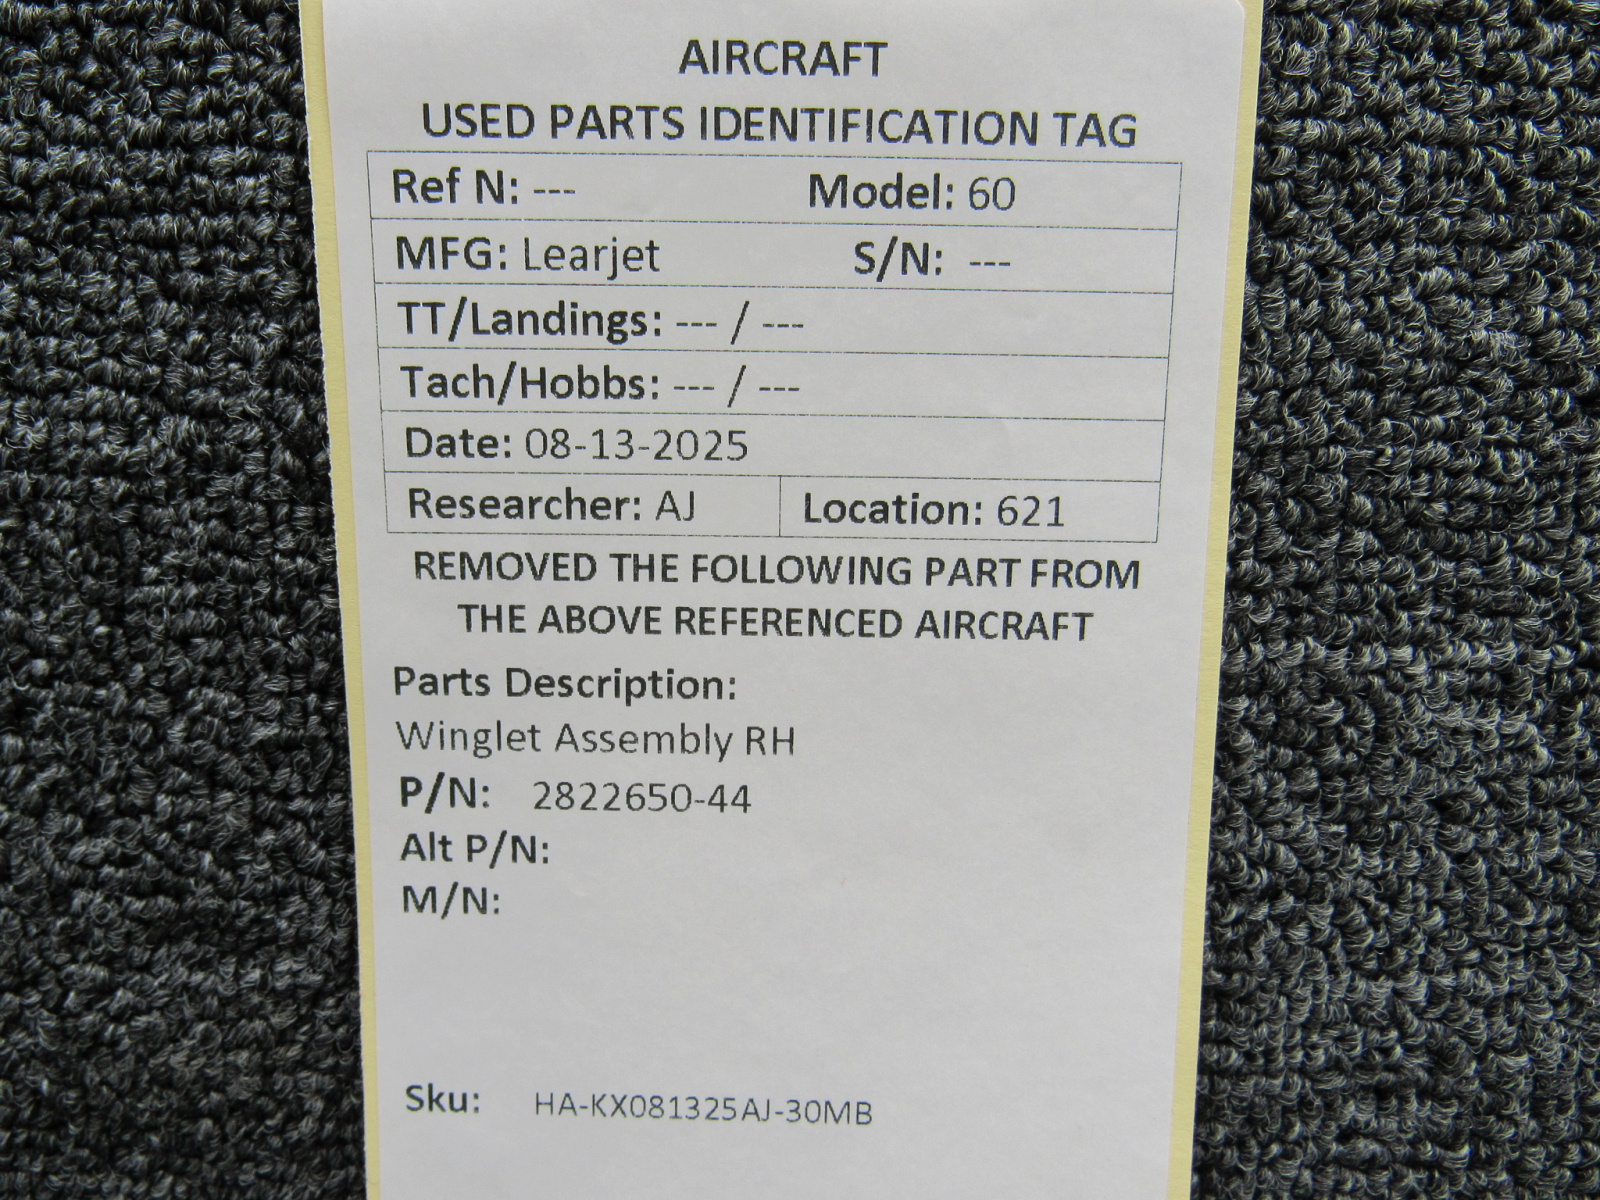 AIRCRAFT
USED PARTS IDENTIFICATION TAG
Ref N: --- Model: 60
MFG: Learjet S/N: ---
TT/Landings: --- / ---
Tach/Hobbs: --- / ---
Date: 08-13-2025
Researcher: AJ Location: 621
REMOVED THE FOLLOWING PART FROM
THE ABOVE REFERENCED AIRCRAFT
Parts Description:
Winglet Assembly RH
P/N: 2822650-44
Alt P/N:
M/N:
Sku: HA-KX081325AJ-30MB